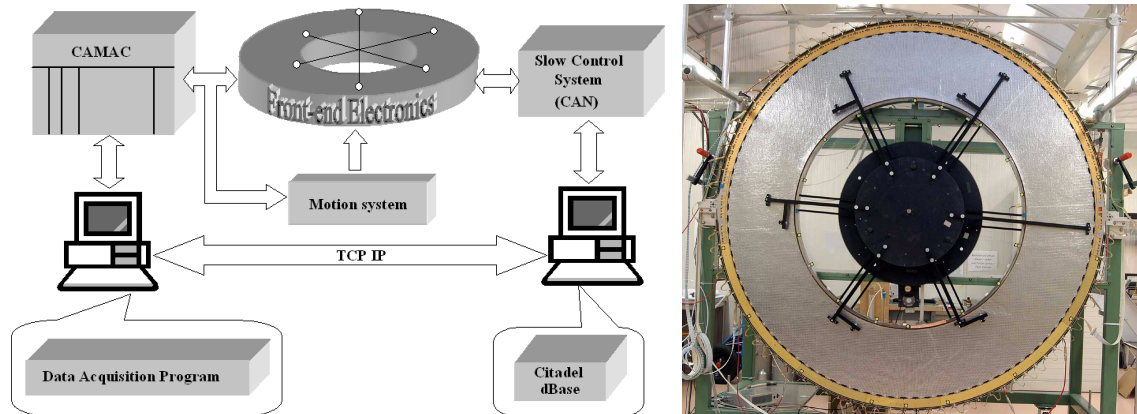 CAMAC
Front-end Electronics
Slow Control
System
(CAN)
Motion system
TCP IP
Data Acquisition Program
Citadel
dBase